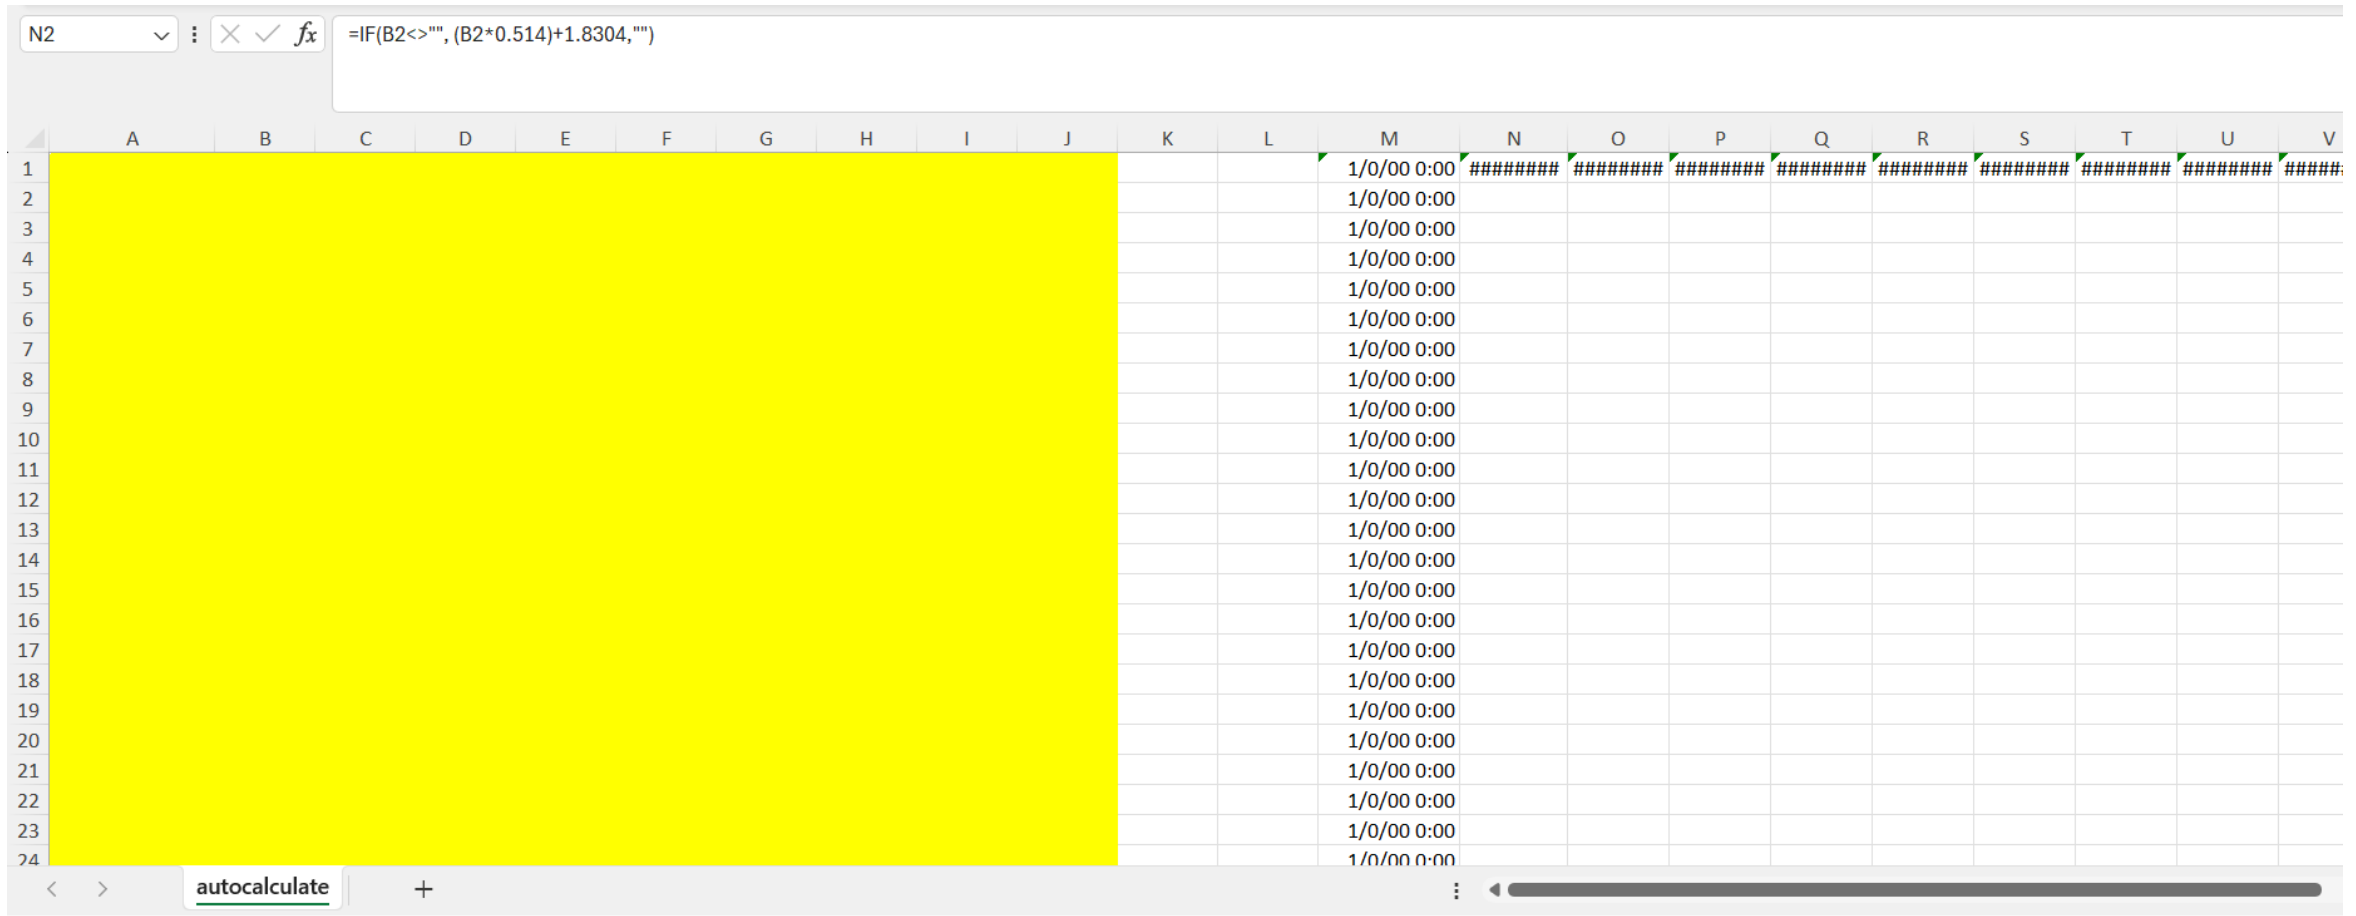 N2 fx =IF(B2<>"", (B2*0.514)+1.8304,"")
A B C D E F G H I J K L M N O P Q R S T U V
1 1/0/00 0:00 ######## ######## ######## ######## ######## ######## ######## ######## ######
2 1/0/00 0:00
3 1/0/00 0:00
4 1/0/00 0:00
5 1/0/00 0:00
6 1/0/00 0:00
7 1/0/00 0:00
8 1/0/00 0:00
9 1/0/00 0:00
10 1/0/00 0:00
11 1/0/00 0:00
12 1/0/00 0:00
13 1/0/00 0:00
14 1/0/00 0:00
15 1/0/00 0:00
16 1/0/00 0:00
17 1/0/00 0:00
18 1/0/00 0:00
19 1/0/00 0:00
20 1/0/00 0:00
21 1/0/00 0:00
22 1/0/00 0:00
23 1/0/00 0:00
24 1/0/00 0:00
autocalculate +